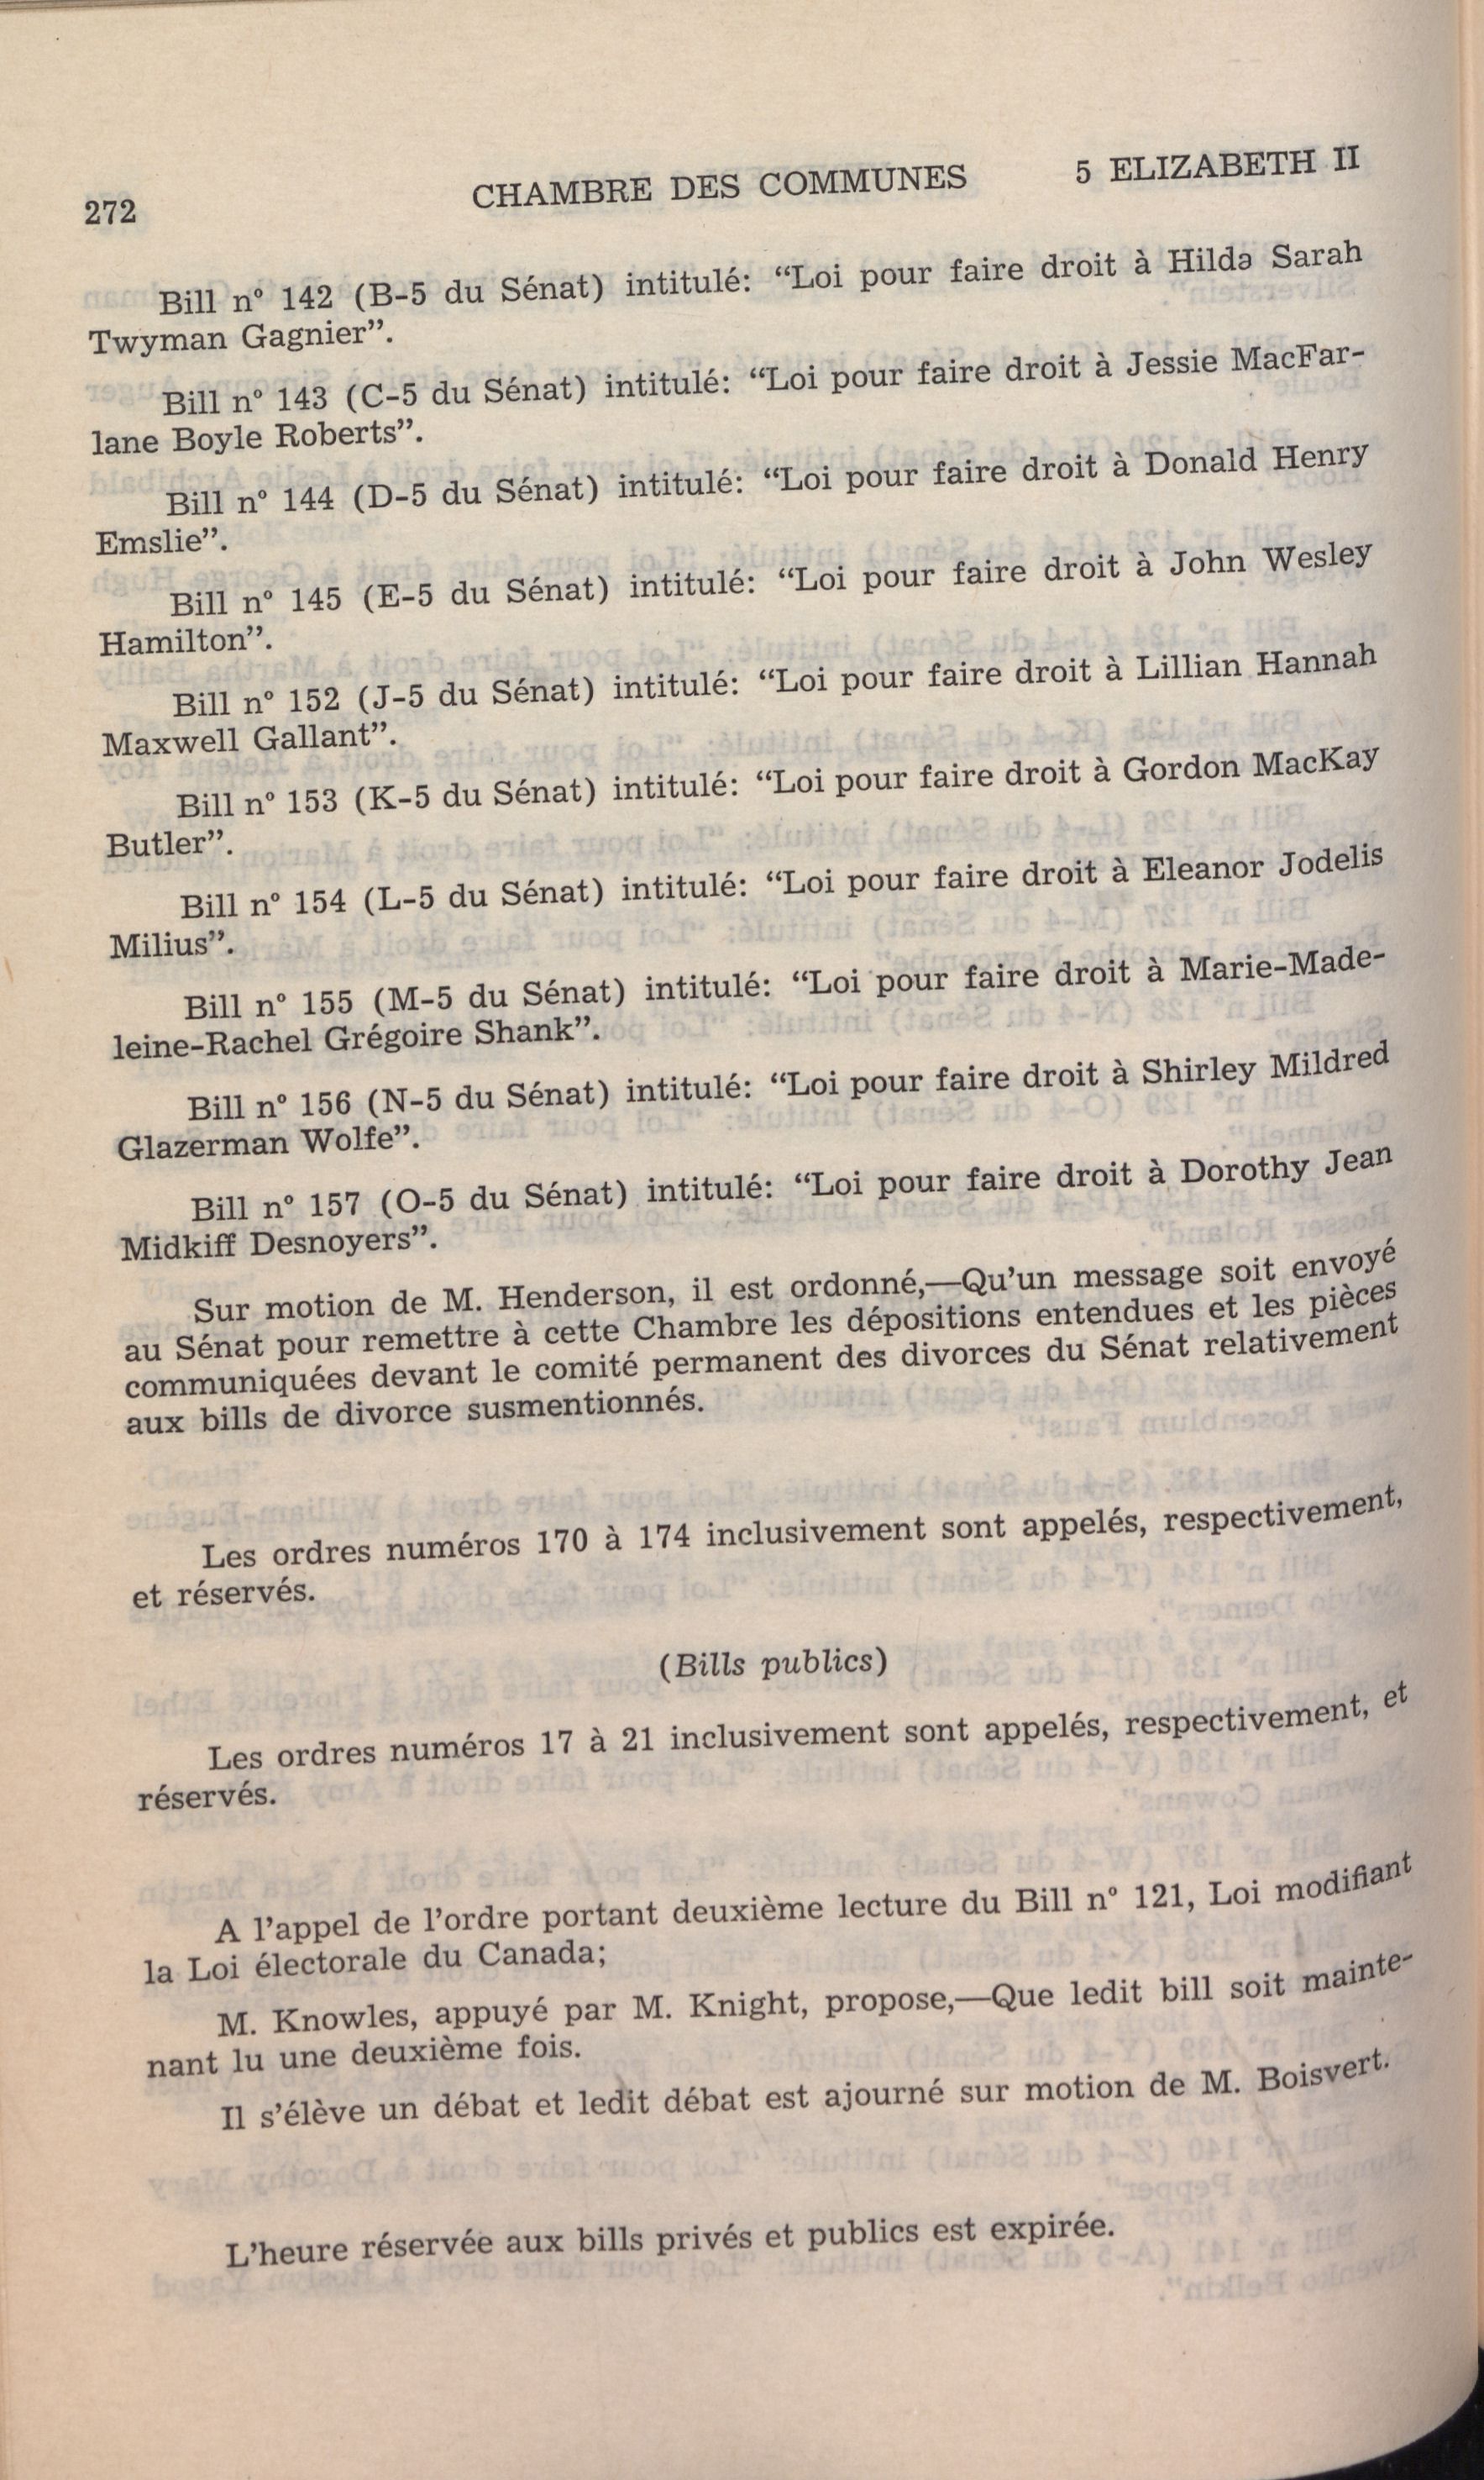 272 CHAMBRE DES COMMUNES 5 ELIZABETH II
Bill n° 142 (B-5 du Sénat) intitulé: “Loi pour faire droit à Hilda Sarah
Twyman Gagnier”.
Bill n° 143 (C-5 du Sénat) intitulé: “Loi pour faire droit à Jessie MacFar-
lane Boyle Roberts”.
Bill n° 144 (D-5 du Sénat) intitulé: “Loi pour faire droit à Donald Henry
Emslie”.
Bill n° 145 (E-5 du Sénat) intitulé: “Loi pour faire droit à John Wesley
Hamilton”.
Bill n° 152 (J-5 du Sénat) intitulé: “Loi pour faire droit à Lillian Hannah
Maxwell Gallant”.
Bill n° 153 (K-5 du Sénat) intitulé: “Loi pour faire droit à Gordon MacKay
Butler”.
Bill n° 154 (L-5 du Sénat) intitulé: “Loi pour faire droit à Eleanor Jodelis
Milius”.
Bill n° 155 (M-5 du Sénat) intitulé: “Loi pour faire droit à Marie-Made-
leine-Rachel Grégoire Shank”.
Bill n° 156 (N-5 du Sénat) intitulé: “Loi pour faire droit à Shirley Mildred
Glazerman Wolfe”.
Bill n° 157 (O-5 du Sénat) intitulé: “Loi pour faire droit à Dorothy Jean
Midkiff Desnoyers”.
Sur motion de M. Henderson, il est ordonné,—Qu’un message soit envoyé
au Sénat pour remettre à cette Chambre les dépositions entendues et les pièces
communiquées devant le comité permanent des divorces du Sénat relativement
aux bills de divorce susmentionnés.
Les ordres numéros 170 à 174 inclusivement sont appelés, respectivement,
et réservés.
(Bills publics)
Les ordres numéros 17 à 21 inclusivement sont appelés, respectivement, et
réservés.
A l’appel de l’ordre portant deuxième lecture du Bill n° 121, Loi modifiant
la Loi électorale du Canada;
M. Knowles, appuyé par M. Knight, propose,—Que ledit bill soit mainte-
nant lu une deuxième fois.
Il s’élève un débat et ledit débat est ajourné sur motion de M. Boisvert.
L’heure réservée aux bills privés et publics est expirée.